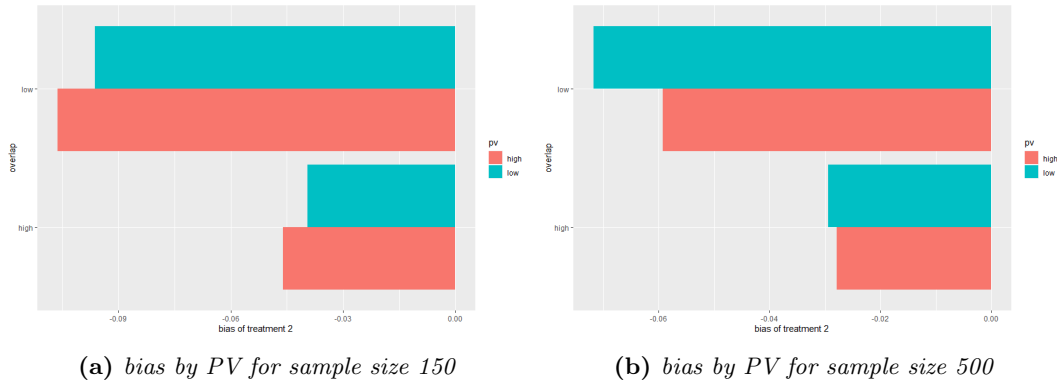 overlap
low
high
-0.09
-0.06
-0.03
0.00
bias of treatment 2
pv
high
low
(a) bias by PV for sample size 150
overlap
low
high
-0.06
-0.04
-0.02
0.00
bias of treatment 2
pv
high
low
(b) bias by PV for sample size 500